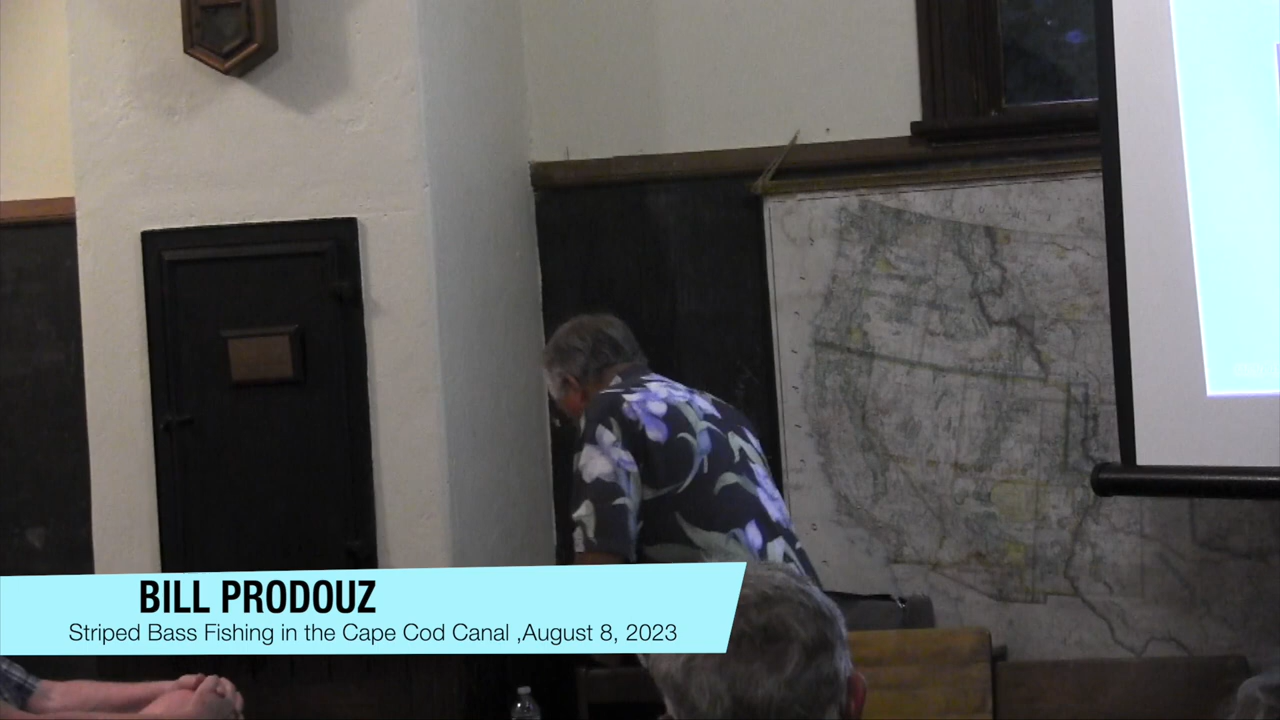 BILL PRODOUZ
Striped Bass Fishing in the Cape Cod Canal ,August 8, 2023